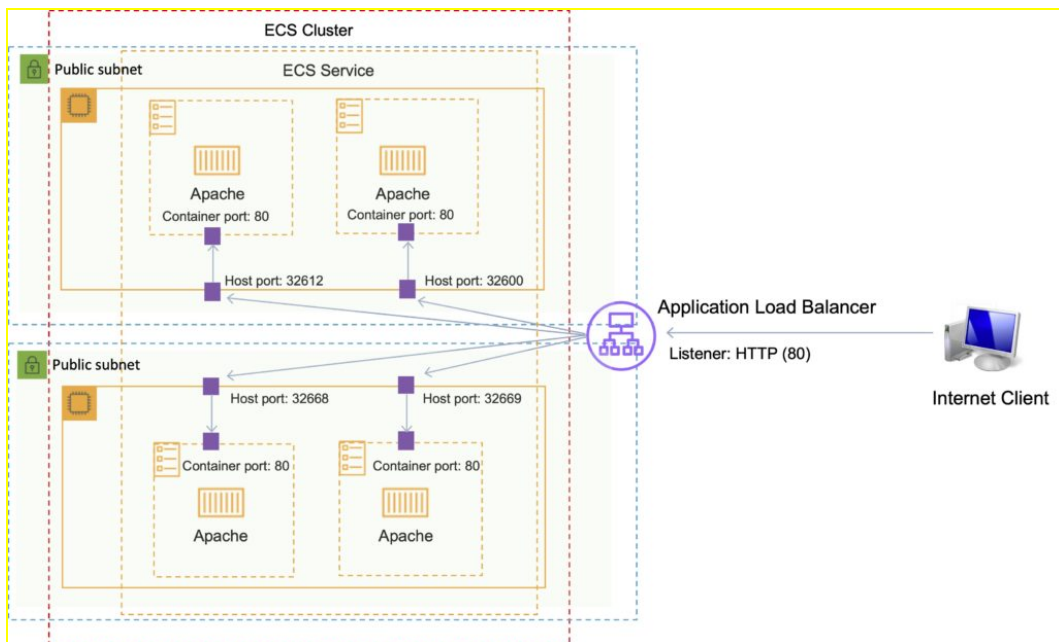 ECS Cluster
Public subnet
ECS Service
Apache
Container port: 80
Apache
Container port: 80
Host port: 32612
Host port: 32600
Application Load Balancer
Listener: HTTP (80)
Internet Client
Public subnet
Host port: 32668
Host port: 32669
Container port: 80
Apache
Container port: 80
Apache